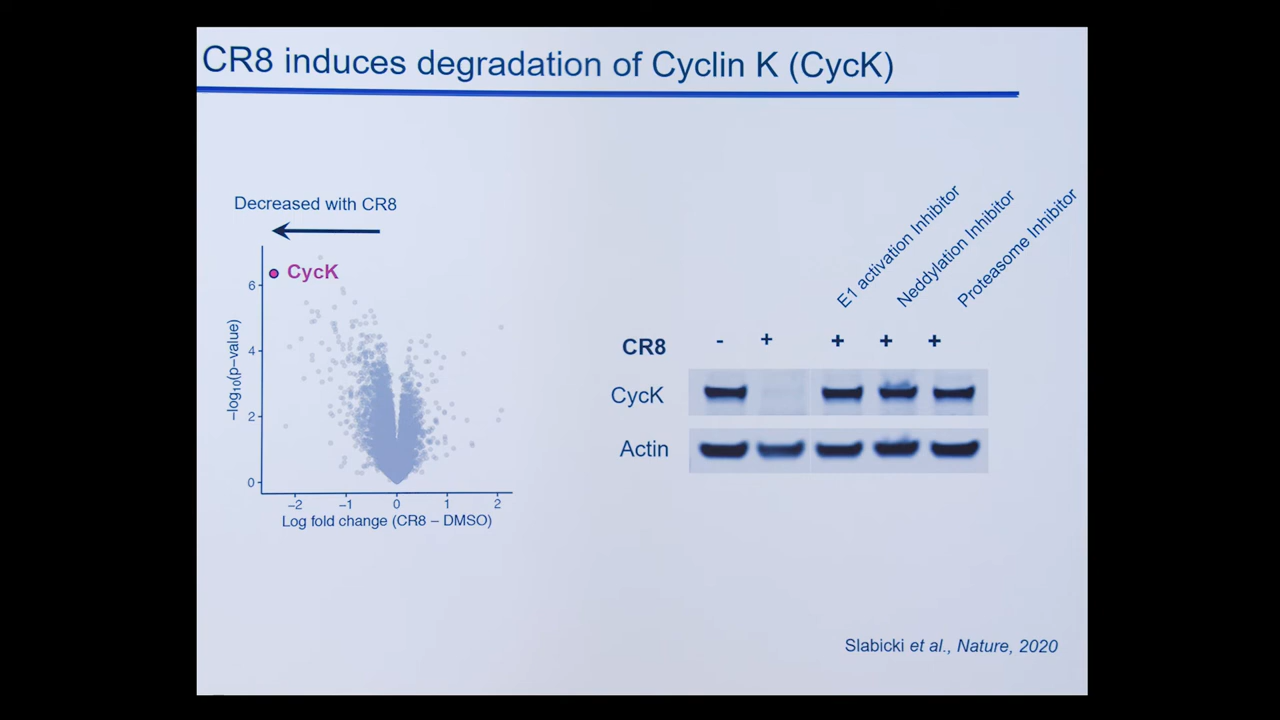 CR8 induces degradation of Cyclin K (CycK)
Decreased with CR8
CycK
6
4
2
0
–log10(p–value)
–2
–1
0
1
2
Log fold change (CR8 – DMSO)
E1 activation Inhibitor
Neddylation Inhibitor
Proteasome Inhibitor
CR8
-
+
+
+
+
CycK
Actin
Slabicki et al., Nature, 2020